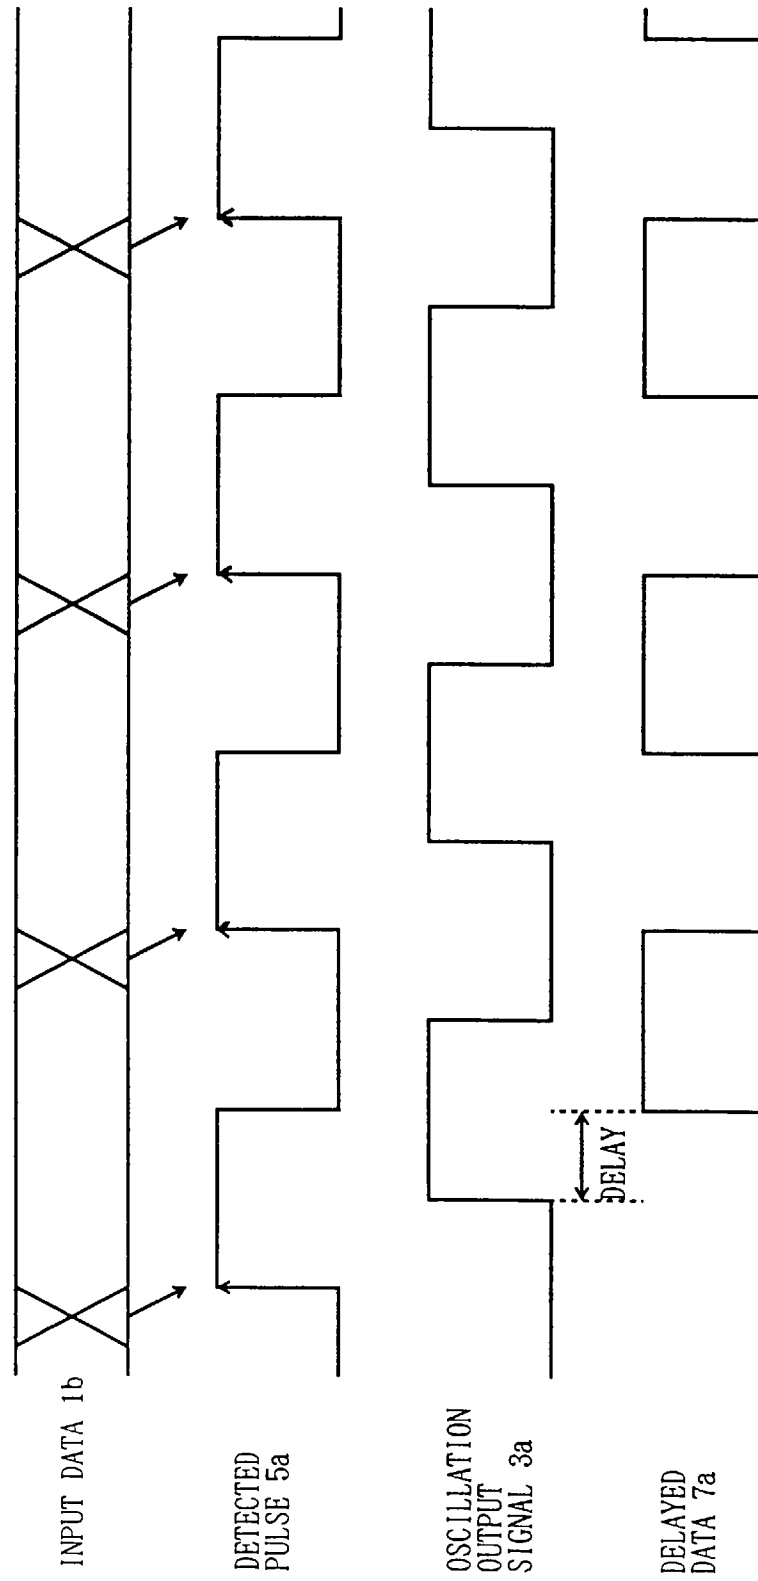 INPUT DATA 1b
DETECTED
PULSE 5a
OSCILLATION
OUTPUT
SIGNAL 3a
DELAY
DELAYED
DATA 7a